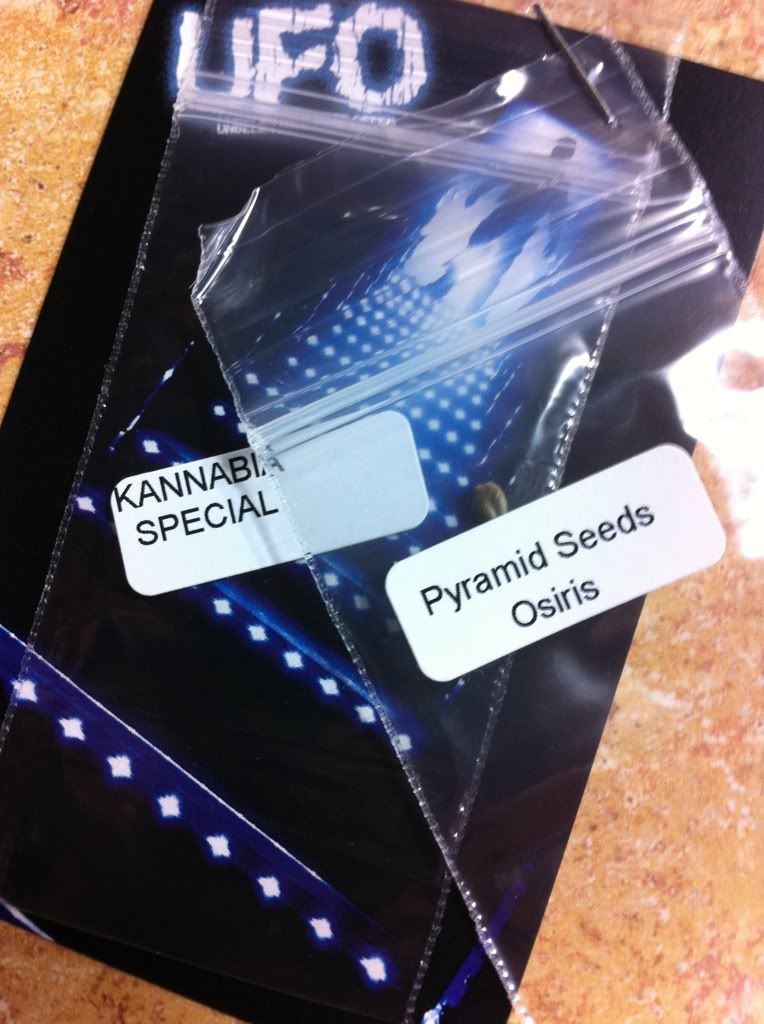 UFO
KANNABIA
SPECIAL
Pyramid Seeds
Osiris